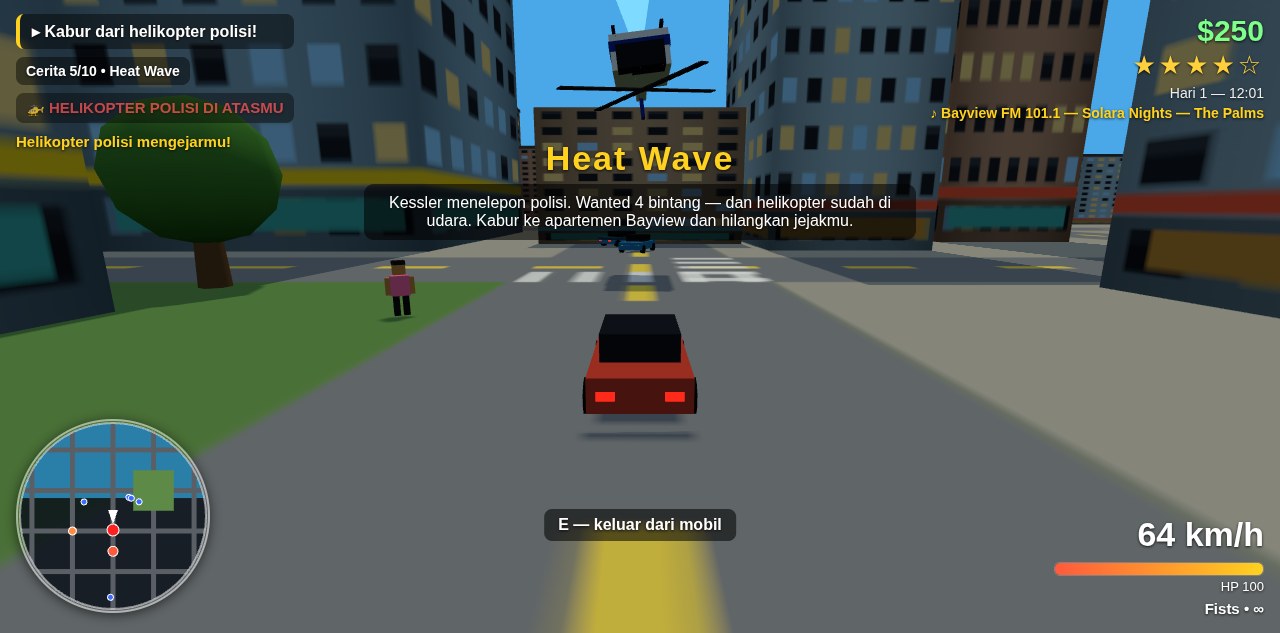 ▸ Kabur dari helikopter polisi!
Cerita 5/10 • Heat Wave
🚁 HELIKOPTER POLISI DI ATASMU
Helikopter polisi mengejarmu!
$250
★★★★☆
Hari 1 — 12:01
♪ Bayview FM 101.1 — Solara Nights — The Palms
Heat Wave
Kessler menelepon polisi. Wanted 4 bintang — dan helikopter sudah di
udara. Kabur ke apartemen Bayview dan hilangkan jejakmu.
E — keluar dari mobil
64 km/h
HP 100
Fists • ∞